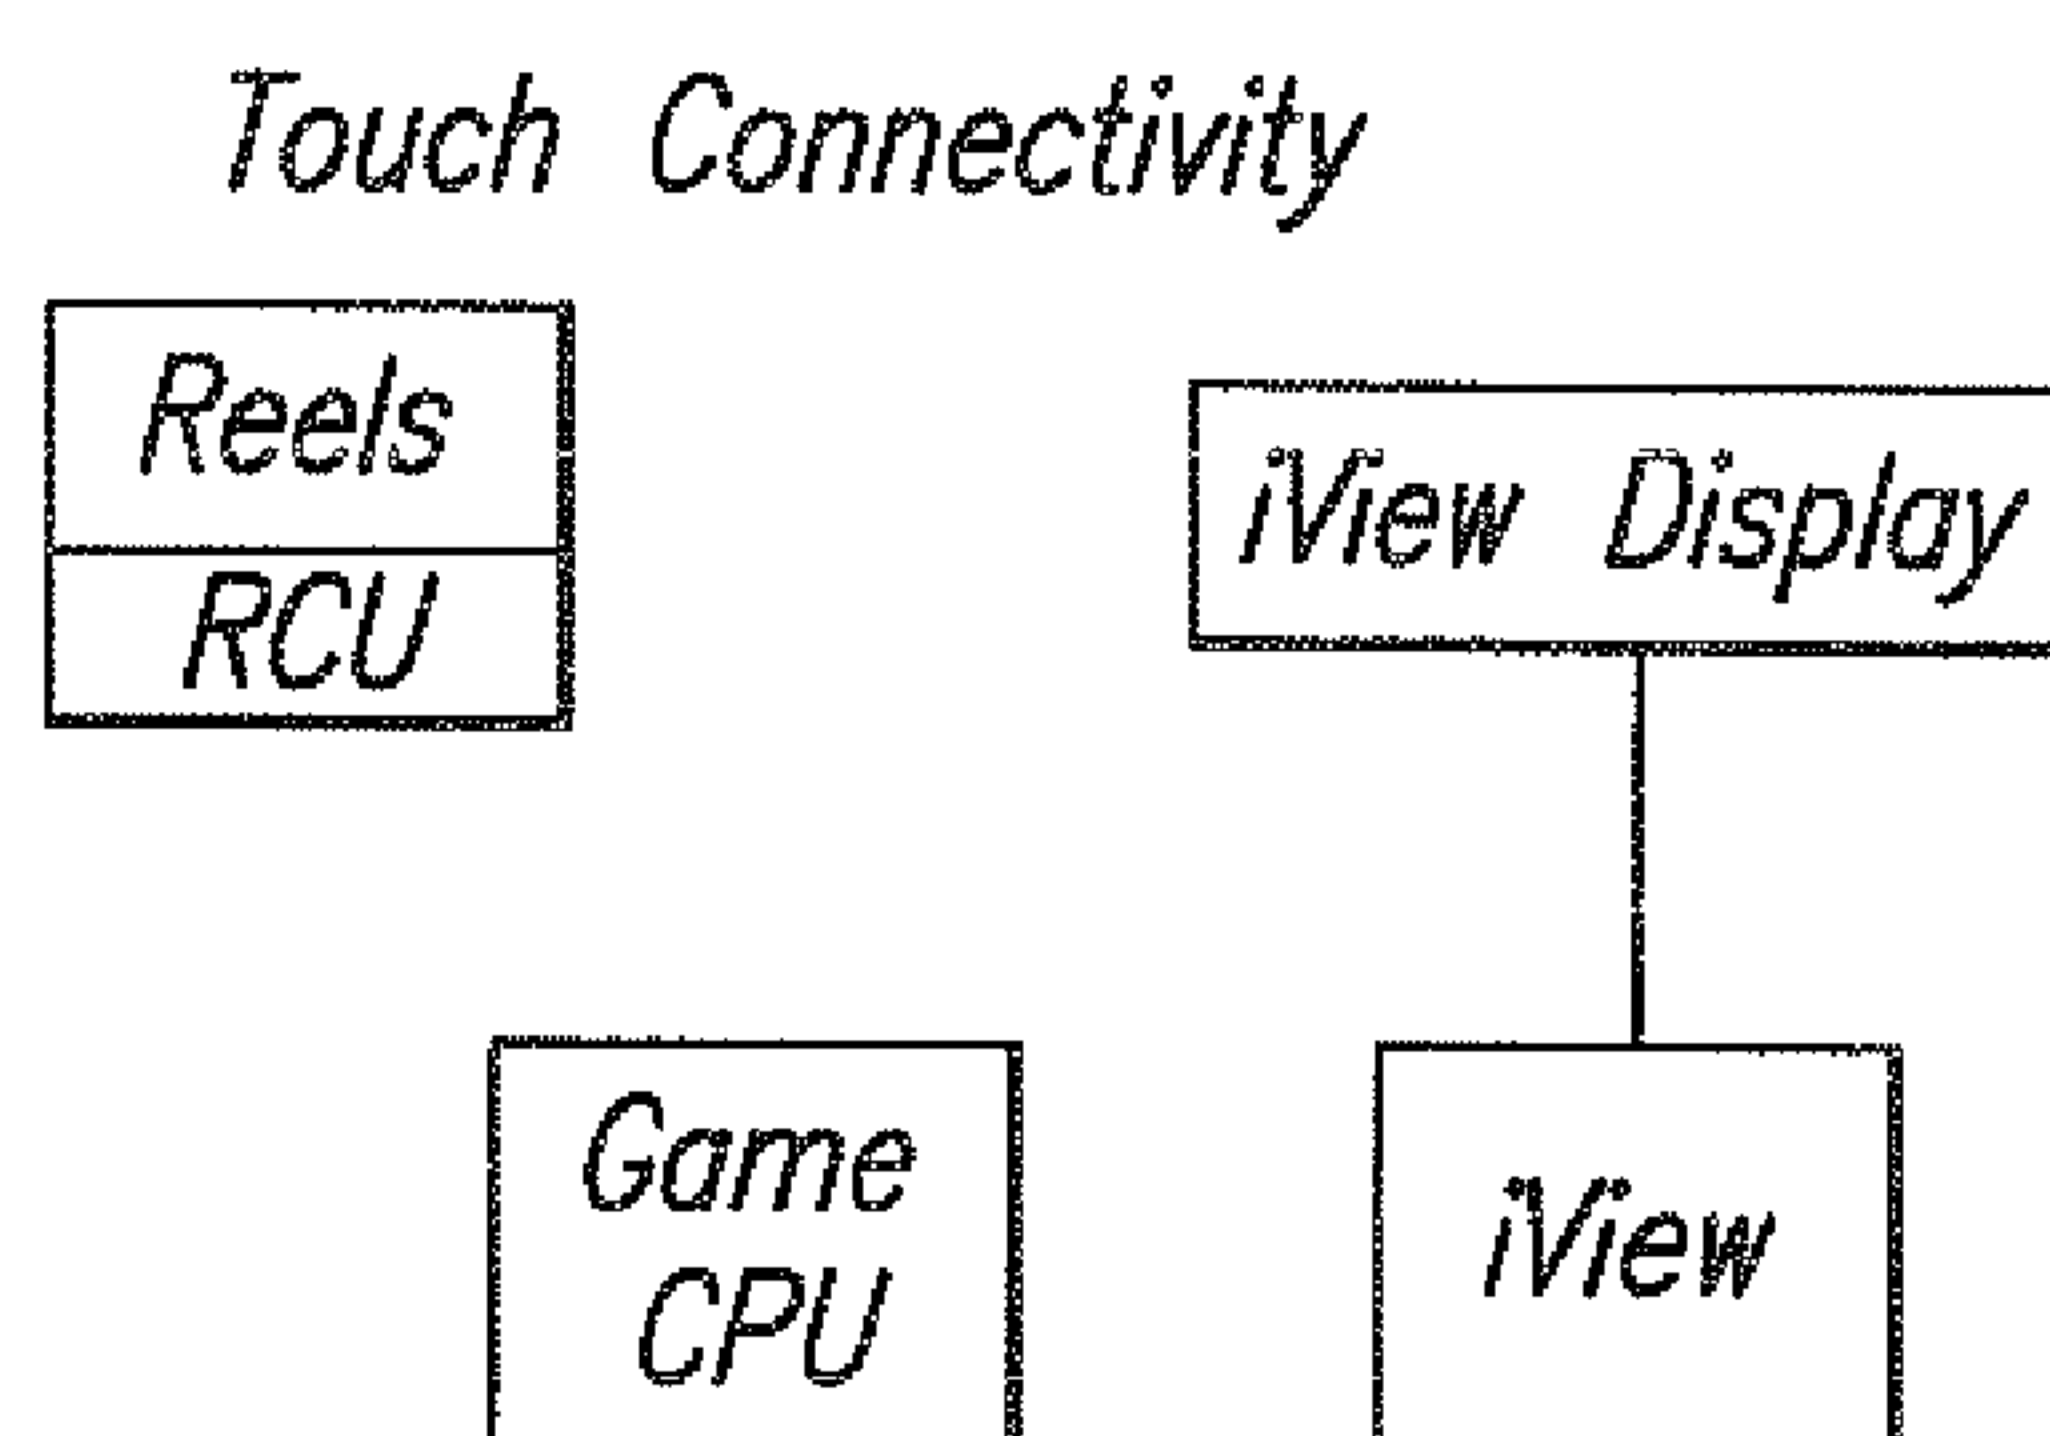 Touch Connectivity
Reels
RCU
iView Display
Game
CPU
iView